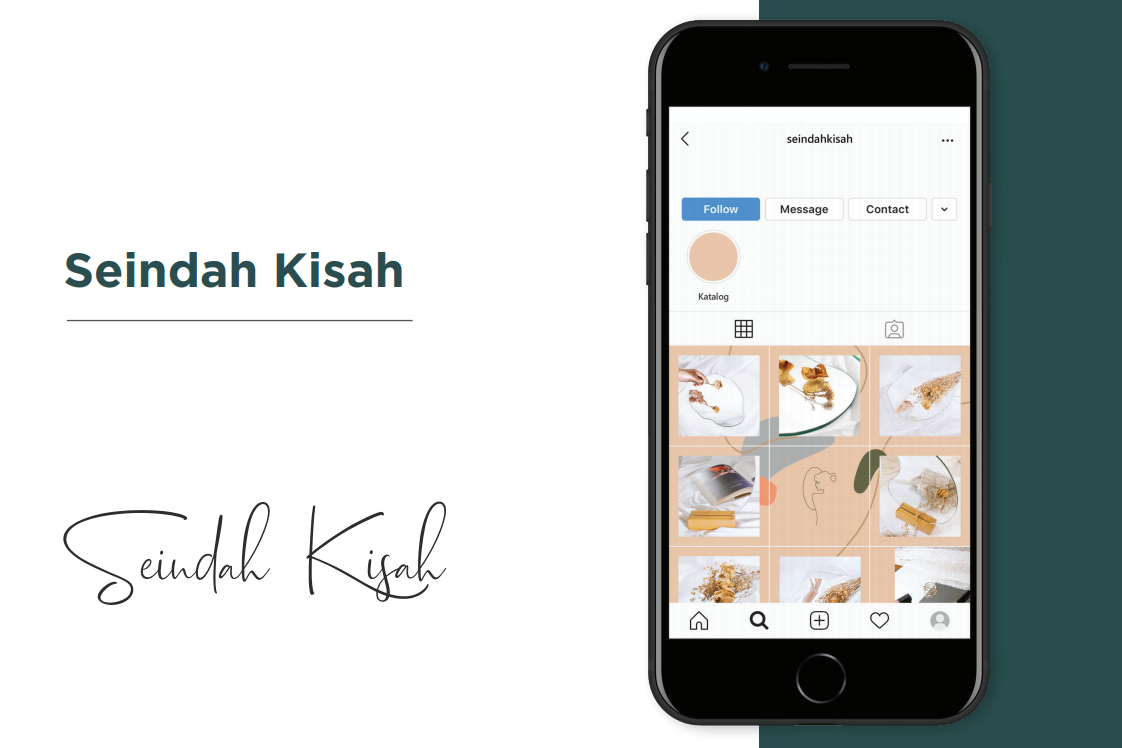 Seindah Kisah
Seindah Kisah
seindahkisah
Follow
Message
Contact
Katalog